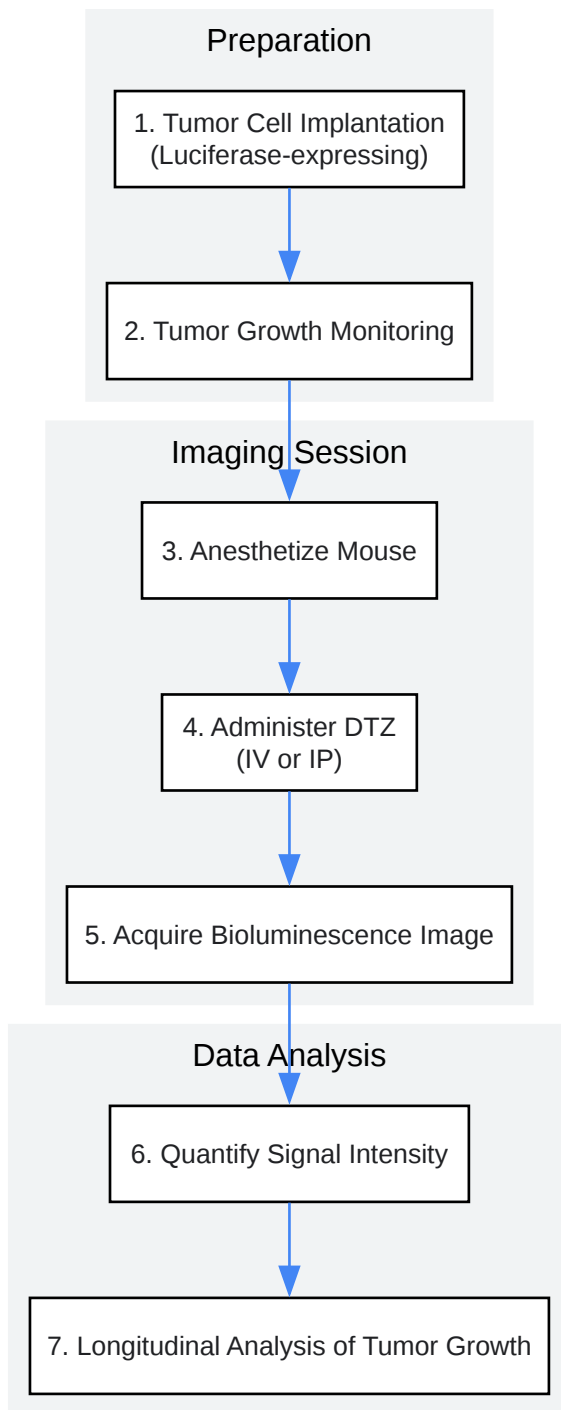 Preparation
1. Tumor Cell Implantation
(Luciferase-expressing)
2. Tumor Growth Monitoring
Imaging Session
3. Anesthetize Mouse
4. Administer DTZ
(IV or IP)
5. Acquire Bioluminescence Image
Data Analysis
6. Quantify Signal Intensity
7. Longitudinal Analysis of Tumor Growth